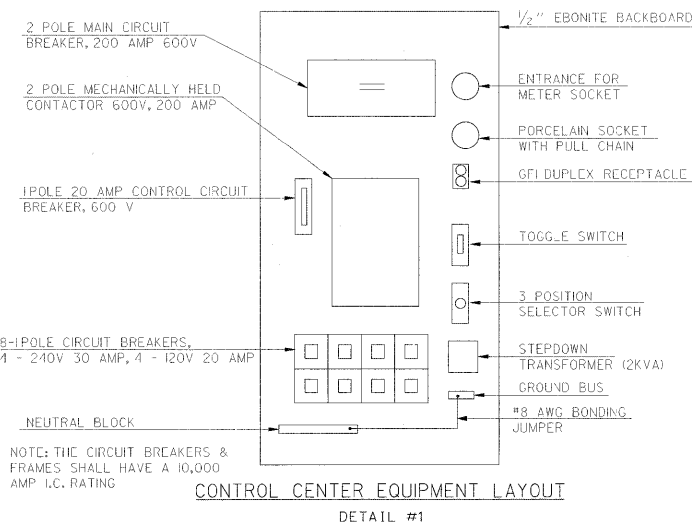 2 POLE MAIN CIRCUIT
BREAKER, 200 AMP 600V
2 POLE MECHANICALLY HELD
CONTACTOR 600V, 200 AMP
1 POLE 20 AMP CONTROL CIRCUIT
BREAKER, 600 V
8-1 POLE CIRCUIT BREAKERS,
4 - 240V 30 AMP, 4 - 120V 20 AMP
NEUTRAL BLOCK
NOTE: THE CIRCUIT BREAKERS &
FRAMES SHALL HAVE A 10,000
AMP I.C. RATING
1/2" EBONITE BACKBOARD
ENTRANCE FOR
METER SOCKET
PORCELAIN SOCKET
WITH PULL CHAIN
GFI DUPLEX RECEPTACLE
TOGGLE SWITCH
3 POSITION
SELECTOR SWITCH
STEPDOWN
TRANSFORMER (2KVA)
GROUND BUS
#8 AWG BONDING
JUMPER
CONTROL CENTER EQUIPMENT LAYOUT
DETAIL #1